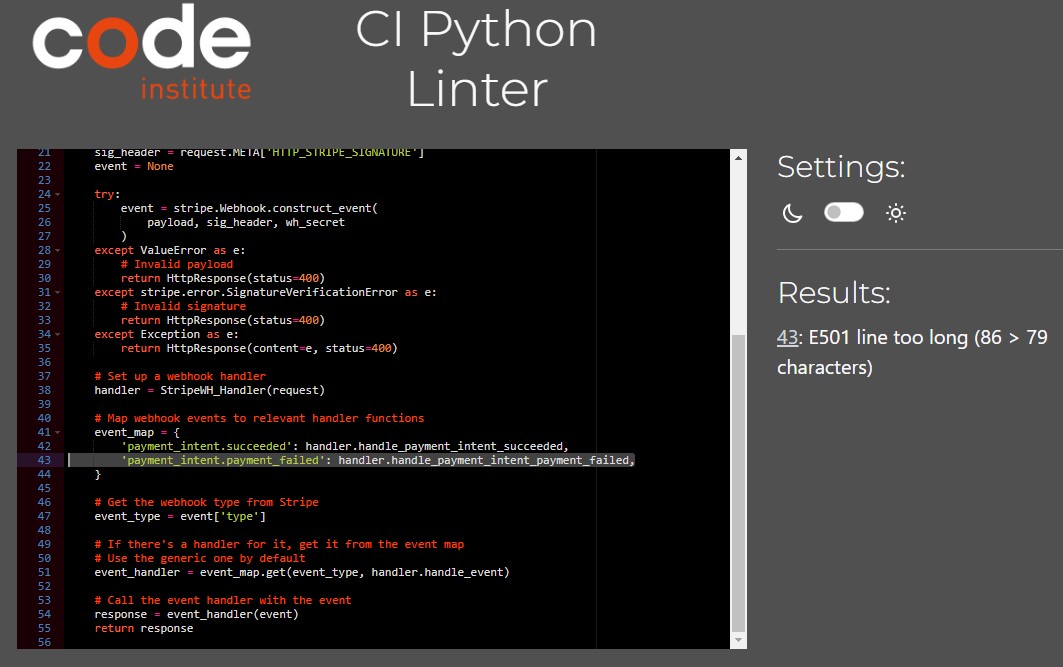 code
institute
CI Python
Linter
21 sig_header = request.META['HTTP_STRIPE_SIGNATURE']
22 event = None
23
24 try:
25 event = stripe.Webhook.construct_event(
26 payload, sig_header, wh_secret
27 )
28 except ValueError as e:
29 # Invalid payload
30 return HttpResponse(status=400)
31 except stripe.error.SignatureVerificationError as e:
32 # Invalid signature
33 return HttpResponse(status=400)
34 except Exception as e:
35 return HttpResponse(content=e, status=400)
36
37 # Set up a webhook handler
38 handler = StripeWH_Handler(request)
39
40 # Map webhook events to relevant handler functions
41 event_map = {
42 'payment_intent.succeeded': handler.handle_payment_intent_succeeded,
43 'payment_intent.payment_failed': handler.handle_payment_intent_payment_failed,
44 }
45
46 # Get the webhook type from Stripe
47 event_type = event['type']
48
49 # If there's a handler for it, get it from the event map
50 # Use the generic one by default
51 event_handler = event_map.get(event_type, handler.handle_event)
52
53 # Call the event handler with the event
54 response = event_handler(event)
55 return response
56
Settings:
Results:
43: E501 line too long (86 > 79
characters)